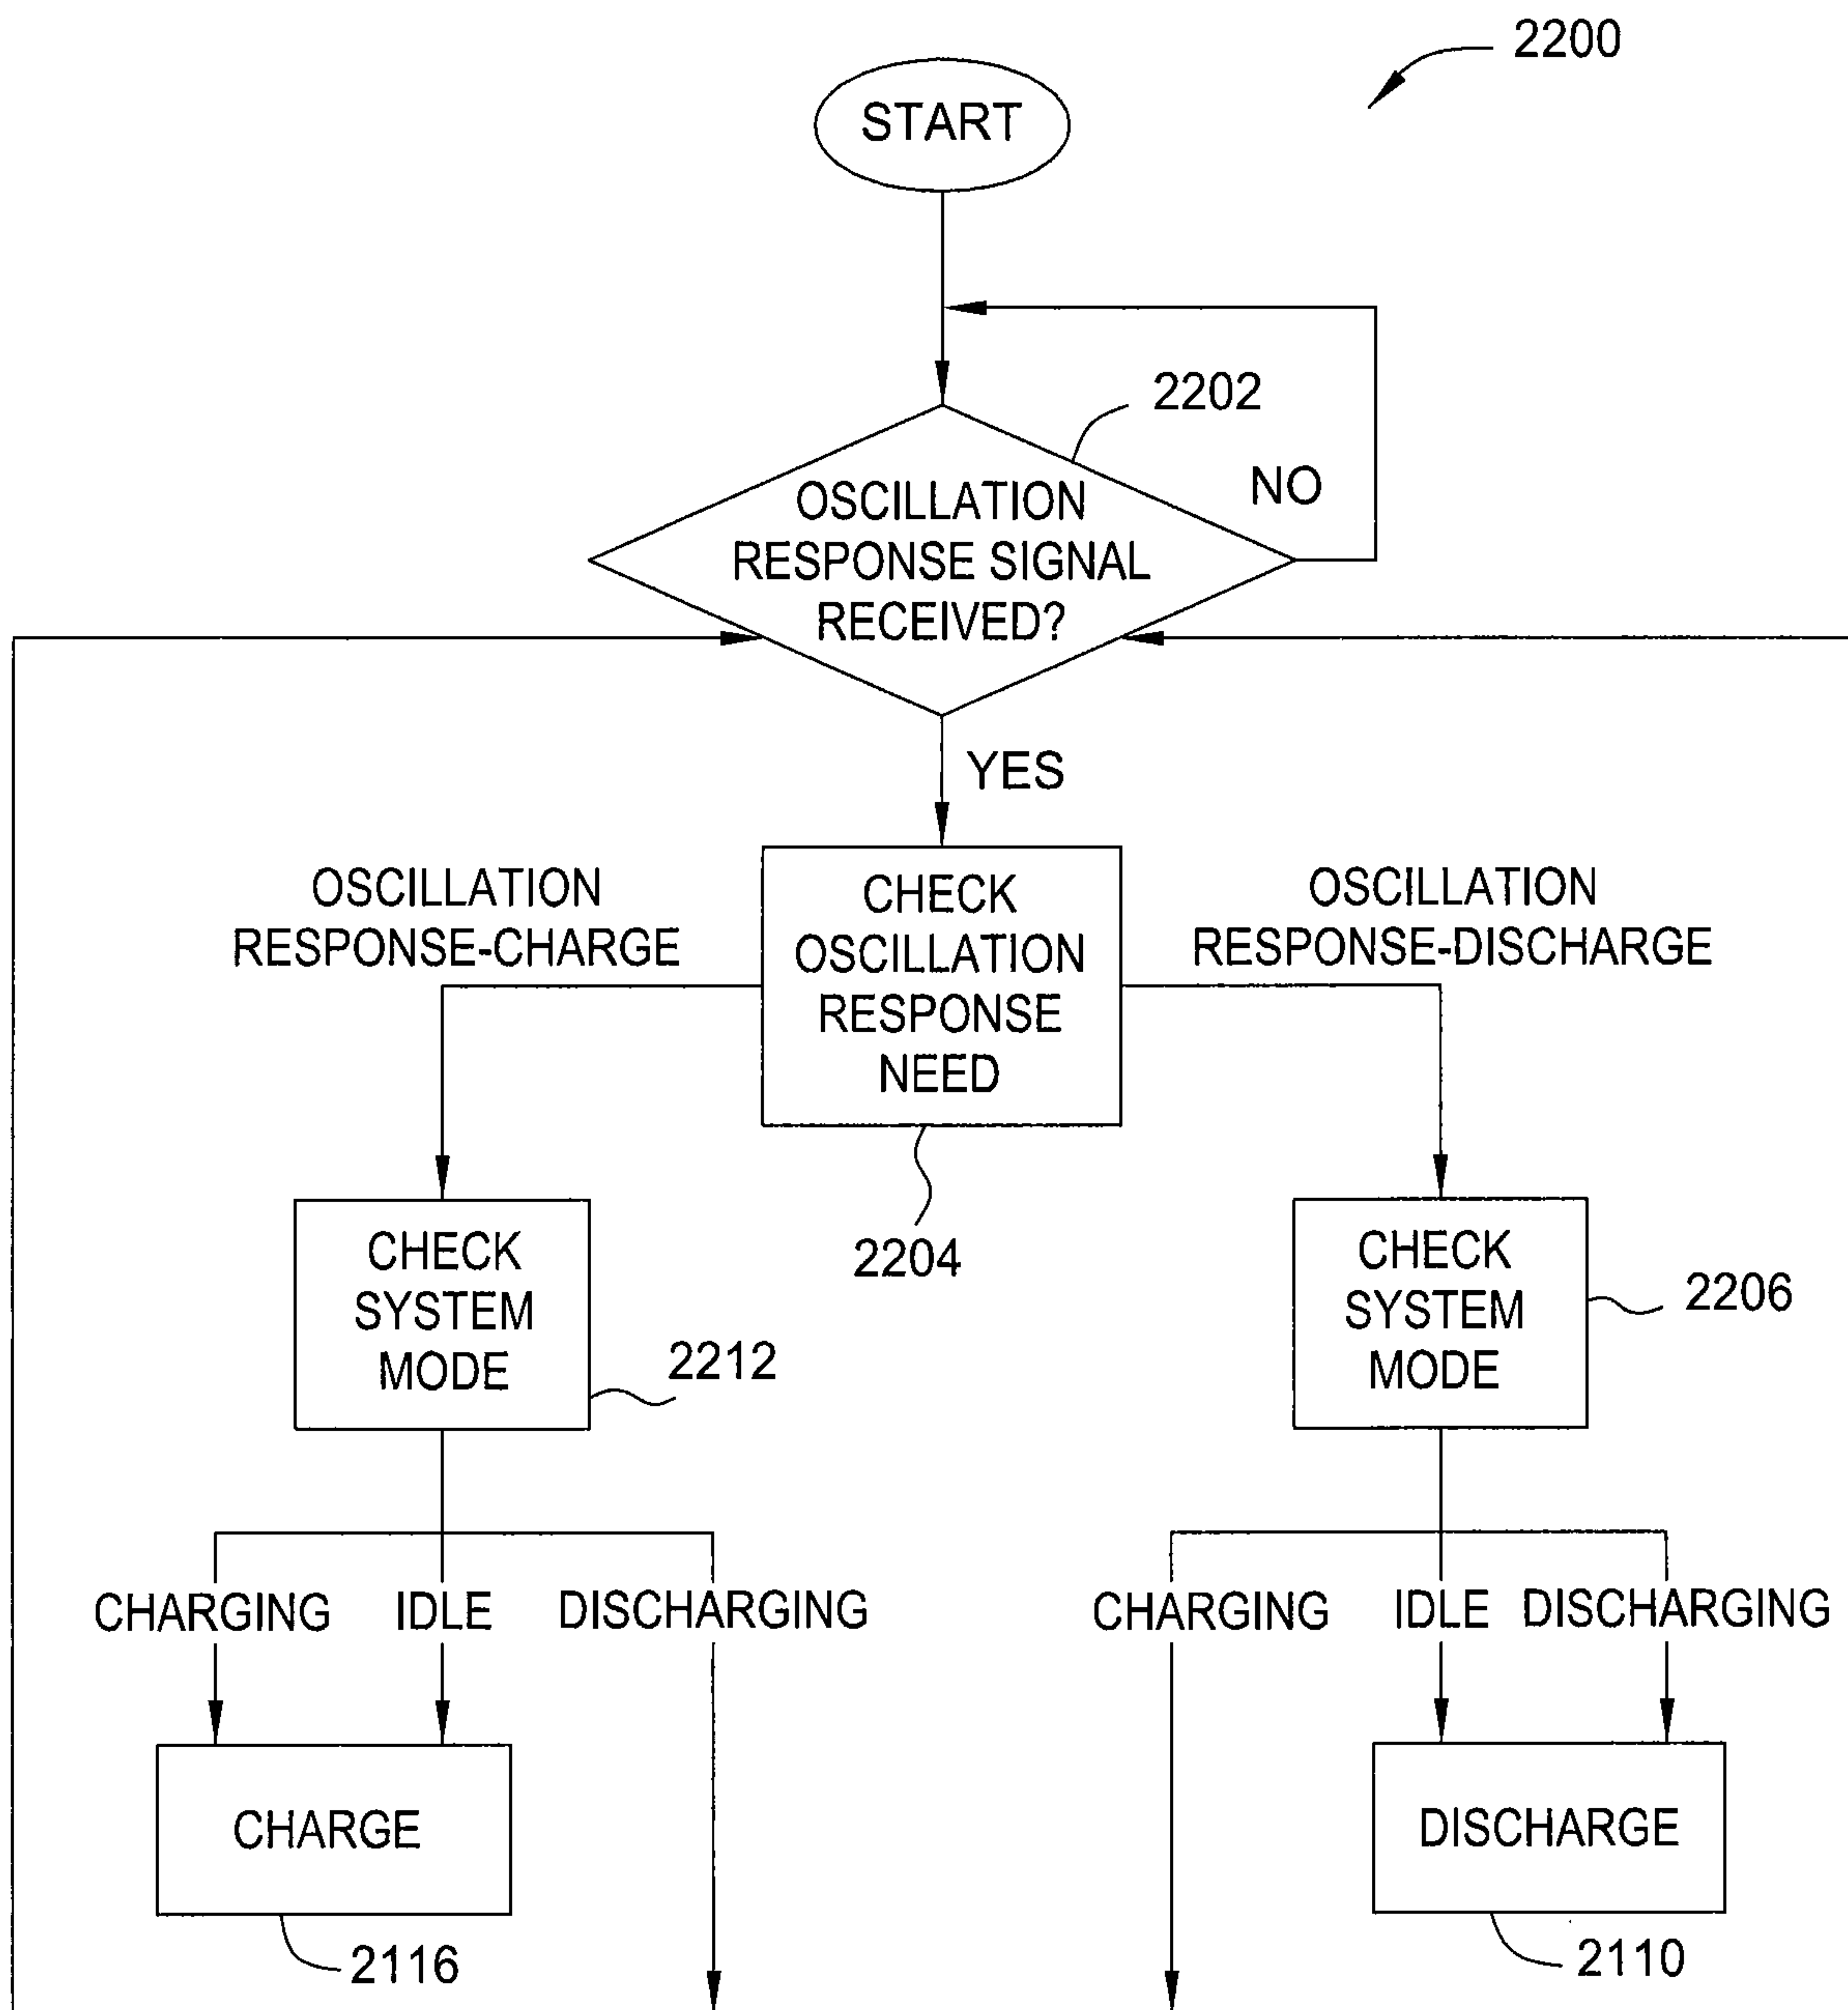 2200
START
2202
NO
OSCILLATION
RESPONSE SIGNAL
RECEIVED?
YES
OSCILLATION
RESPONSE-CHARGE
CHECK
OSCILLATION
RESPONSE
NEED
OSCILLATION
RESPONSE-DISCHARGE
2204
CHECK
SYSTEM
MODE
2212
CHECK
SYSTEM
MODE
2206
CHARGING
IDLE
DISCHARGING
CHARGING
IDLE
DISCHARGING
CHARGE
DISCHARGE
2116
2110